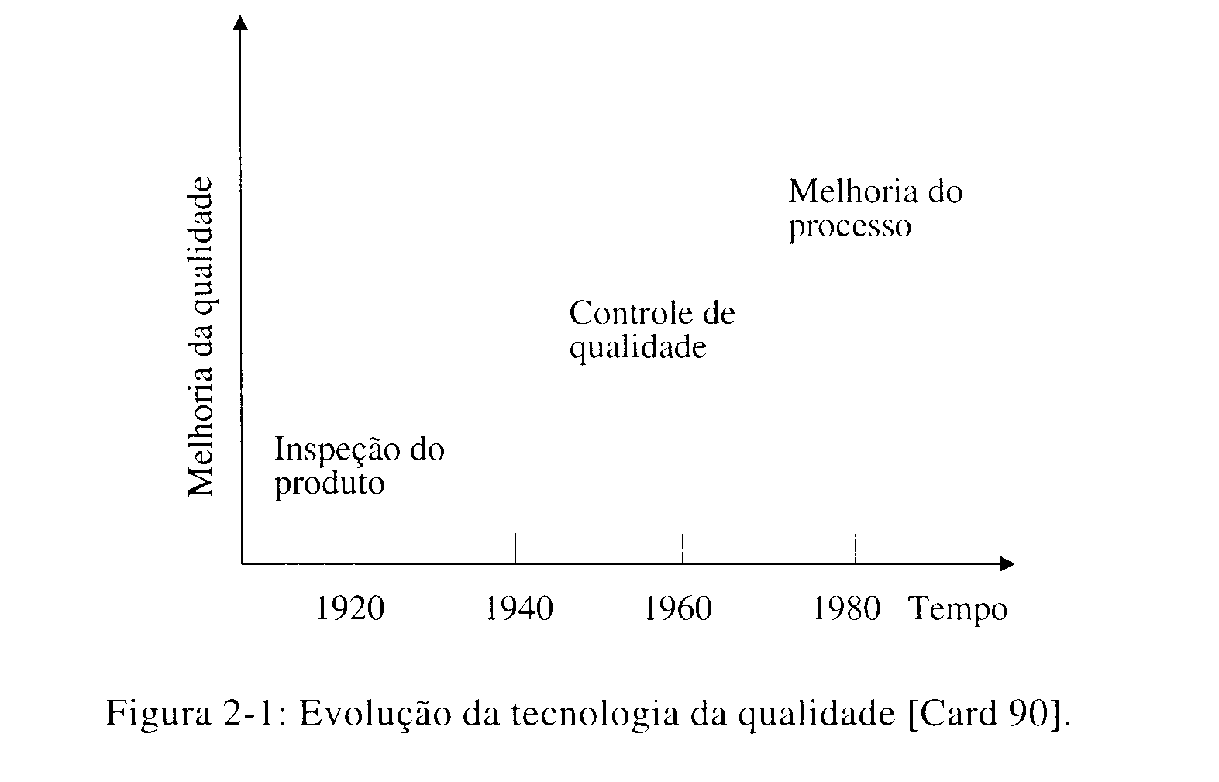 Melhoria do
processo
Controle de
qualidade
Melhoria da qualidade
Inspeção do
produto
1920 1940 1960 1980 Tempo
Figura 2-1: Evolução da tecnologia da qualidade [Card 90].